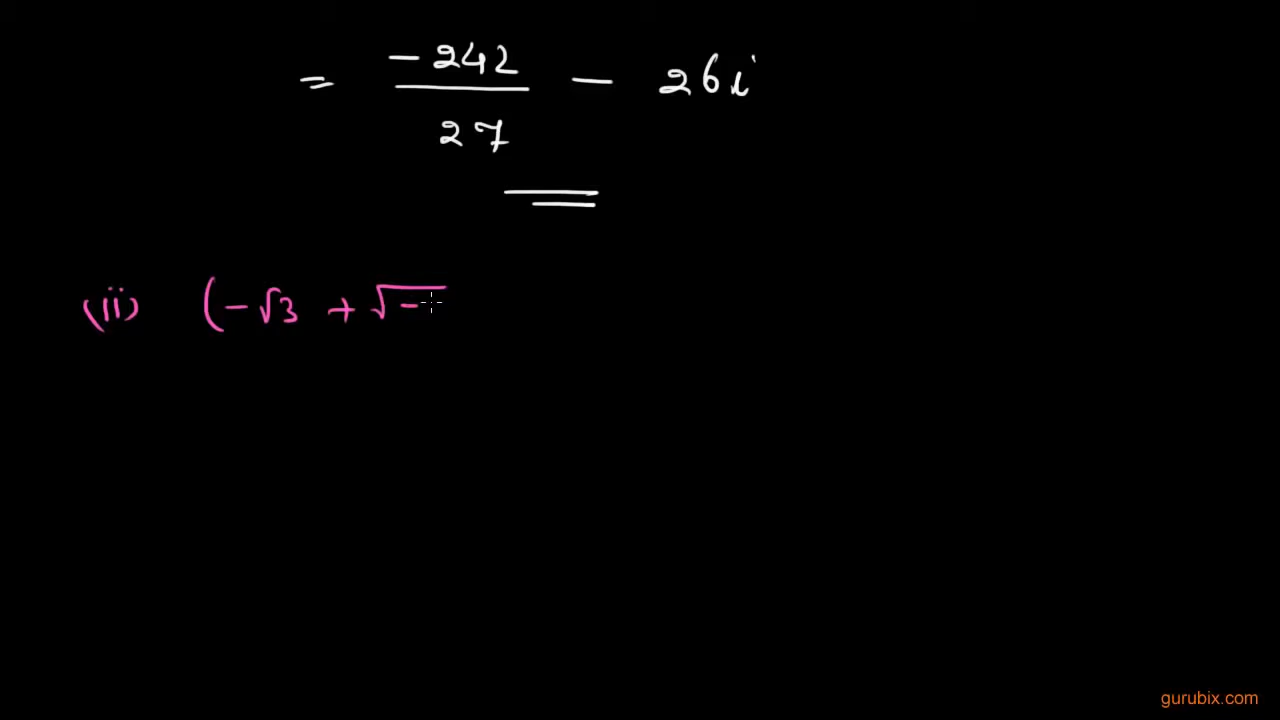 = -242/27 - 26i
(ii) (-√3 + √-
gurubix.com